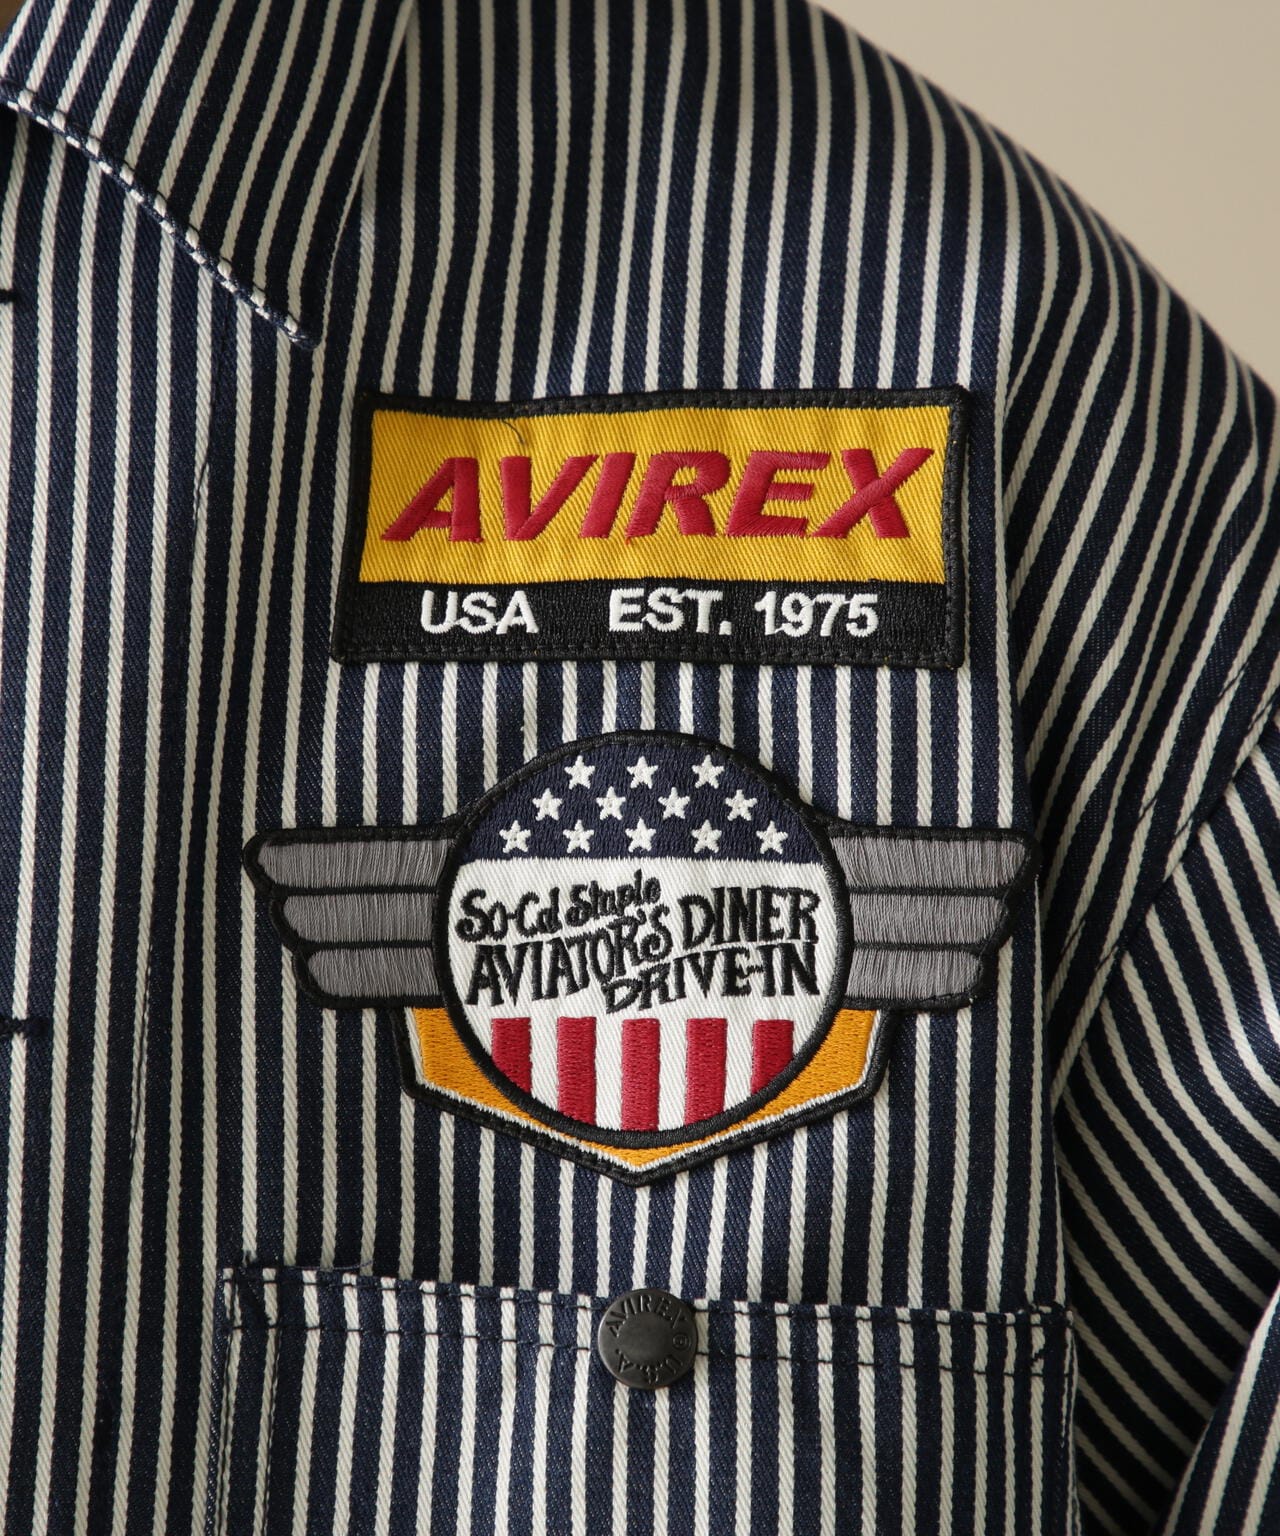 AVIREX
USA EST. 1975
So-Cal Staple
AVIATOR'S DINER
DRIVE-IN
AVIREX ® U.S.A.